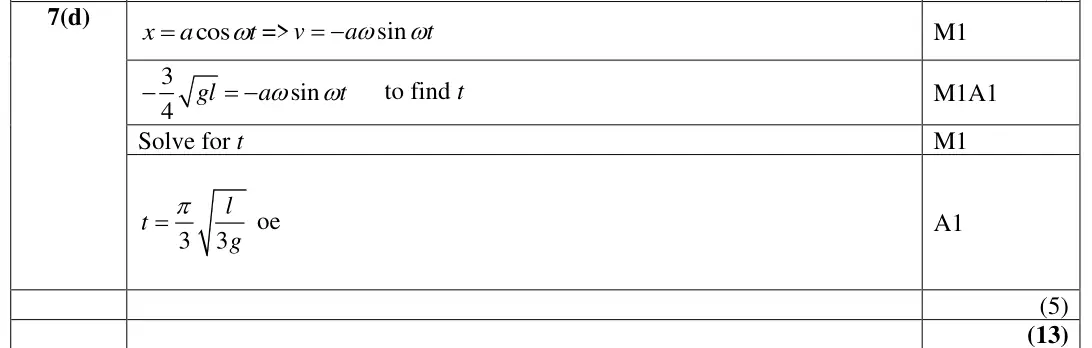 7(d) x = a cos ωt => v = −aω sin ωt M1
−3/4 √(gl) = −aω sin ωt to find t M1A1
Solve for t M1
t = π/3 √(l/3g) oe A1
(5)
(13)